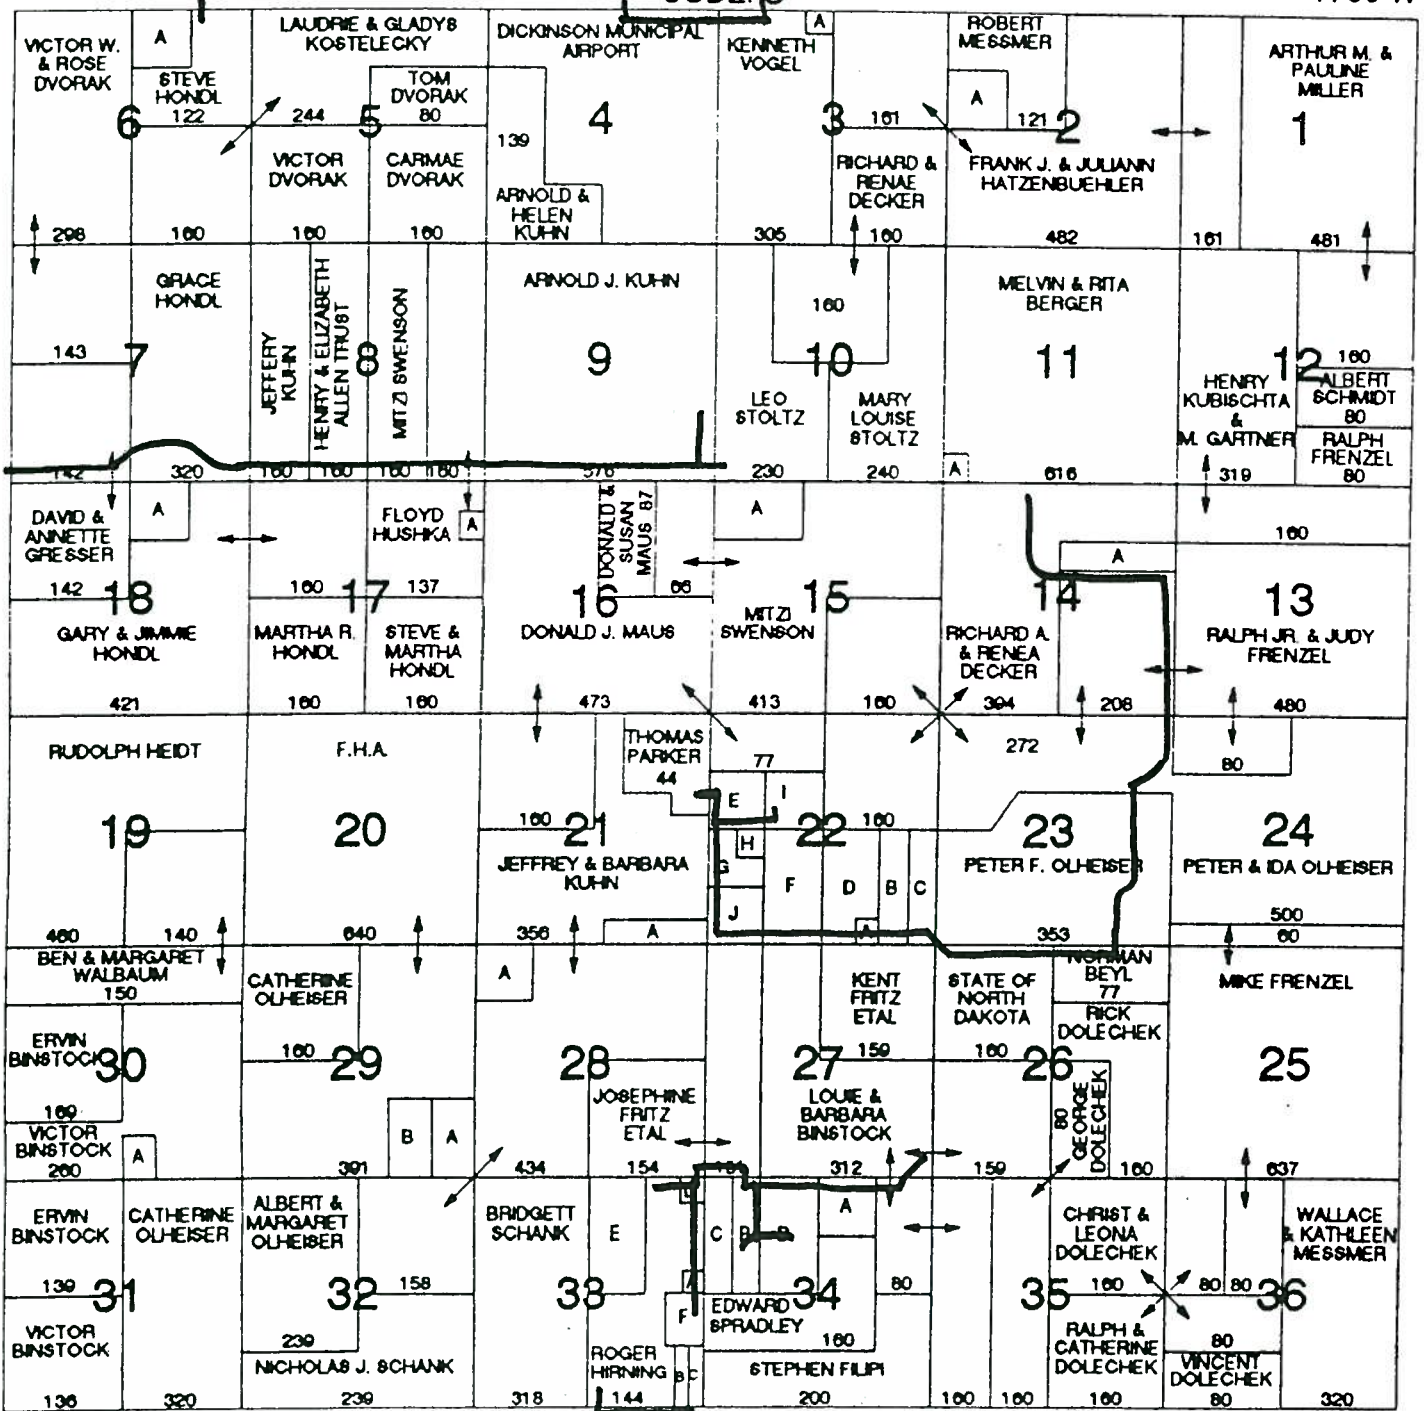 VICTOR W.
& ROSE
DVORAK
A
STEVE
HONDL
122
6
298
160
LAUDRIE & GLADYS
KOSTELECKY
244
5
TOM
DVORAK
80
VICTOR
DVORAK
160
CARMAE
DVORAK
160
DICKINSON MUNICIPAL
AIRPORT
4
139
ARNOLD &
HELEN
KUHN
KENNETH
VOGEL
A
3
161
305
RICHARD &
RENAE
DECKER
160
ROBERT
MESSMER
A
121
2
FRANK J. & JULIANN
HATZENBUEHLER
482
161
ARTHUR M. &
PAULINE
MILLER
1
481
GRACE
HONDL
143
7
142
320
JEFFERY
KUHN
160
HENRY & ELIZABETH
ALLEN TRUST
160
8
MITZI SWENSON
160
160
ARNOLD J. KUHN
9
576
160
10
LEO
STOLTZ
230
MARY
LOUISE
STOLTZ
240
MELVIN & RITA
BERGER
11
A
616
HENRY
KUBISCHTA
&
M. GARTNER
319
12
160
ALBERT
SCHMIDT
80
RALPH
FRENZEL
80
DAVID &
ANNETTE
GRESSER
142
A
18
GARY & JIMMIE
HONDL
421
FLOYD
HUSHKA
A
160
17
137
MARTHA R.
HONDL
160
STEVE &
MARTHA
HONDL
160
DONALD &
SUSAN
MAUS 87
66
16
DONALD J. MAUS
473
A
15
MITZI
SWENSON
413
160
A
14
RICHARD A.
& RENEA
DECKER
394
208
160
13
RALPH JR. & JUDY
FRENZEL
480
RUDOLPH HEIDT
19
460
140
F.H.A.
20
640
THOMAS
PARKER
44
160
21
JEFFREY & BARBARA
KUHN
356
A
77
E
I
22
160
H
G
F
D
B
C
J
A
272
23
PETER F. OLHEISER
353
80
24
PETER & IDA OLHEISER
500
60
BEN & MARGARET
WALBAUM
150
ERVIN
BINSTOCK
30
169
VICTOR
BINSTOCK
260
A
CATHERINE
OLHEISER
160
29
B
A
391
A
28
JOSEPHINE
FRITZ
ETAL
434
154
KENT
FRITZ
ETAL
159
27
LOUIE &
BARBARA
BINSTOCK
312
STATE OF
NORTH
DAKOTA
160
26
NORMAN
BEYL
77
RICK
DOLECHEK
80
GEORGE
DOLECHEK
159
160
MIKE FRENZEL
25
637
ERVIN
BINSTOCK
139
31
VICTOR
BINSTOCK
136
CATHERINE
OLHEISER
320
ALBERT &
MARGARET
OLHEISER
158
32
239
NICHOLAS J. SCHANK
239
BRIDGETT
SCHANK
E
33
A
F
ROGER
HIRNING
B
C
318
144
C
B
A
34
80
EDWARD
SPRADLEY
160
STEPHEN FILIPI
200
CHRIST &
LEONA
DOLECHEK
35
160
RALPH &
CATHERINE
DOLECHEK
160
160
160
WALLACE
& KATHLEEN
MESSMER
80
80
36
80
VINCENT
DOLECHEK
80
320